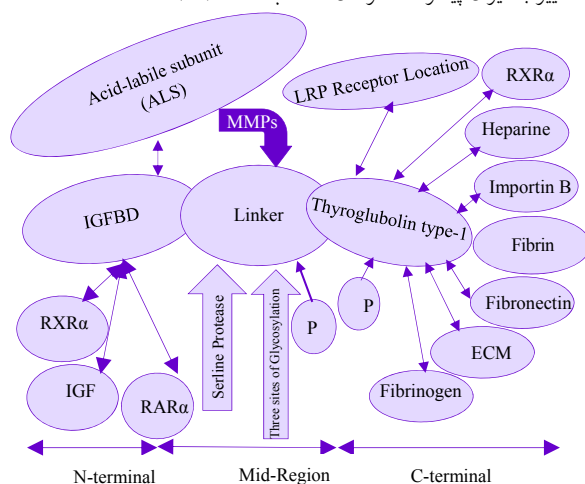 Acid-labile subunit
(ALS)
LRP Receptor Location
RXRα
MMPs
Heparine
Importin B
IGFBD
Linker
Thyroglubolin type-1
Fibrin
Fibronectin
RXRα
Serline Protease
Three sites of Glycosylation
P
P
ECM
IGF
RARα
Fibrinogen
N-terminal
Mid-Region
C-terminal